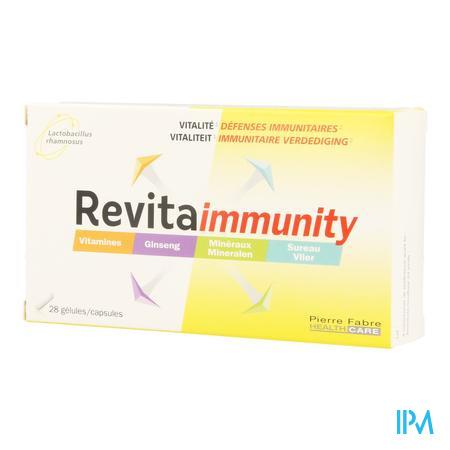 Lactobacillus
rhamnosus
VITALITÉ DÉFENSES IMMUNITAIRES
VITALITEIT IMMUNITAIRE VERDEDIGING
Revitaimmunity
Vitamines
Ginseng
Minéraux
Mineralen
Sureau
Vlier
28 gélules/capsules
Pierre Fabre
HEALTH CARE
IPM